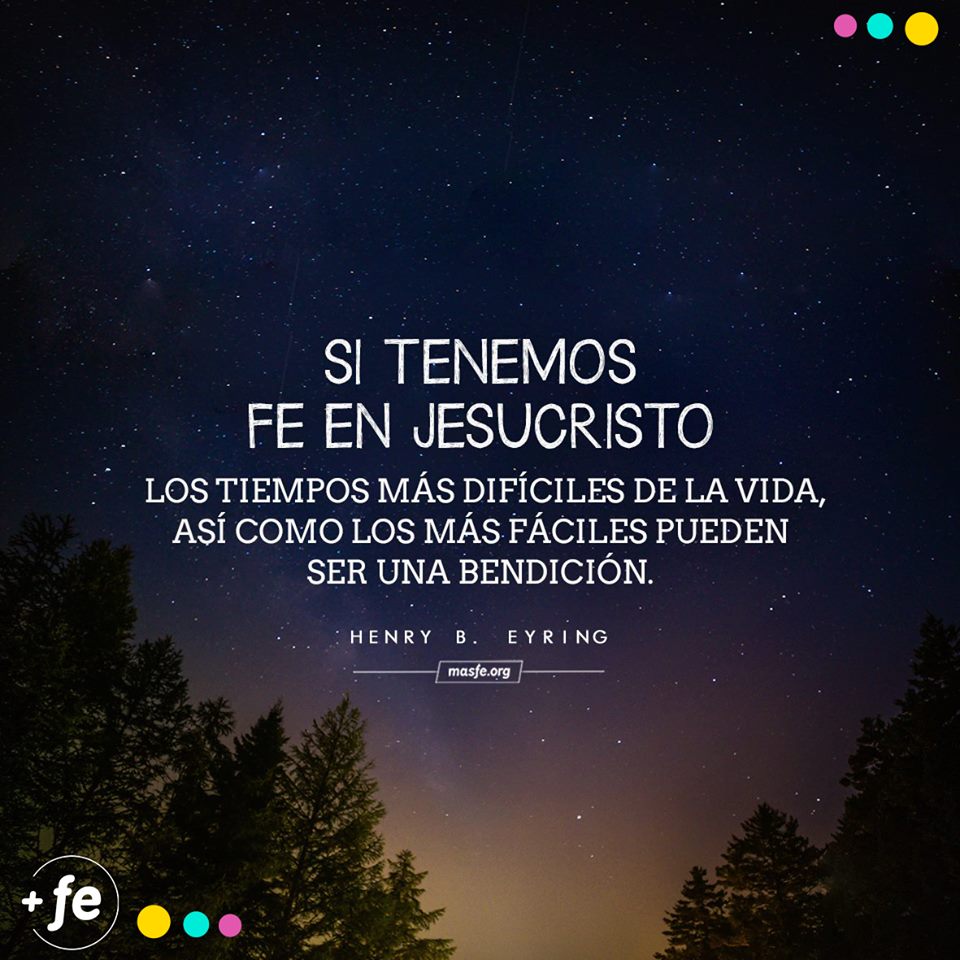 SI TENEMOS
FE EN JESUCRISTO
LOS TIEMPOS MÁS DIFÍCILES DE LA VIDA,
ASÍ COMO LOS MÁS FÁCILES PUEDEN
SER UNA BENDICIÓN.
HENRY B. EYRING
masfe.org
+ fe